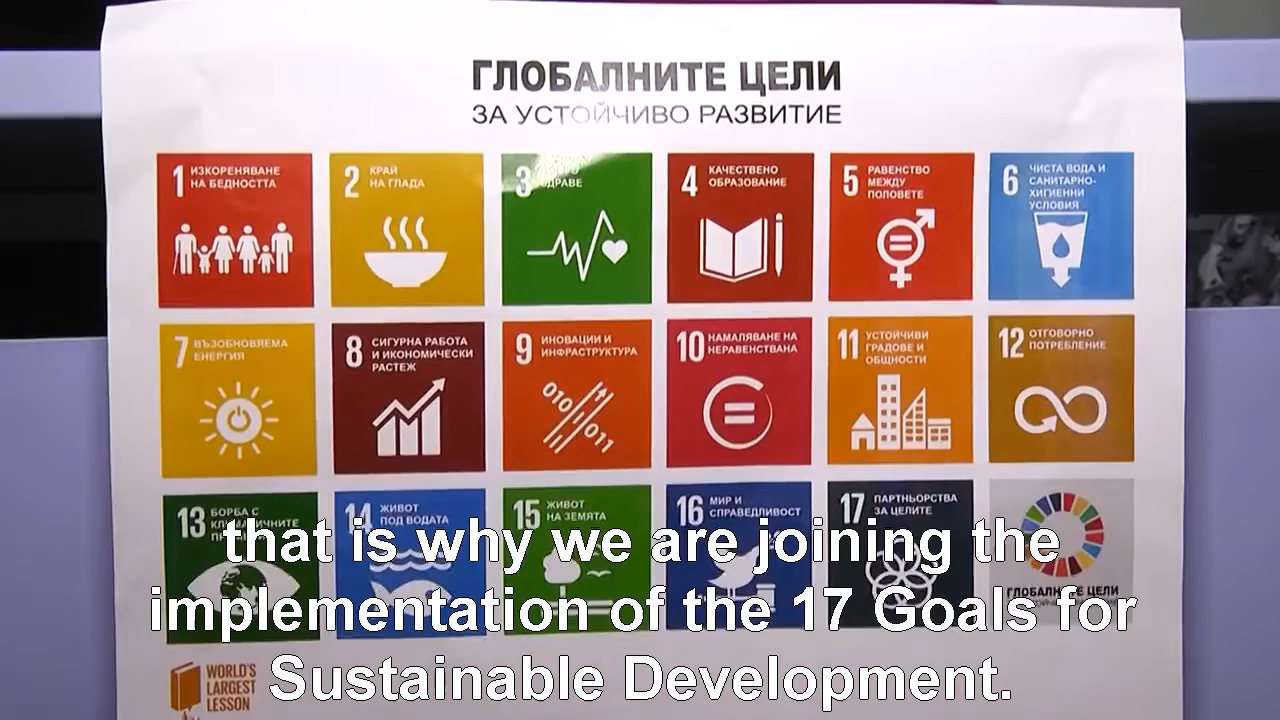 ГЛОБАЛНИТЕ ЦЕЛИ
ЗА УСТОЙЧИВО РАЗВИТИЕ
1 ИЗКОРЕНЯВАНЕ
НА БЕДНОСТТА
2 КРАЙ
НА ГЛАДА
3
ЗДРАВЕ
4 КАЧЕСТВЕНО
ОБРАЗОВАНИЕ
5 РАВЕНСТВО
МЕЖДУ
ПОЛОВЕТЕ
6 ЧИСТА ВОДА И
САНИТАРНО-
ХИГИЕННИ
УСЛОВИЯ
7 ВЪЗОБНОВЯЕМА
ЕНЕРГИЯ
8 СИГУРНА РАБОТА
И ИКОНОМИЧЕСКИ
РАСТЕЖ
9 ИНОВАЦИИ И
ИНФРАСТРУКТУРА
010
011
10 НАМАЛЯВАНЕ НА
НЕРАВЕНСТВАНА
11 УСТОЙЧИВИ
ГРАДОВЕ И
ОБЩНОСТИ
12 ОТГОВОРНО
ПОТРЕБЛЕНИЕ
13 БОРБА С
14 ЖИВОТ
ПОД ВОДАТА
15 ЖИВОТ
НА ЗЕМЯТА
16 МИР И
СПРАВЕДЛИВОСТ
17 ПАРТНЬОРСТВА
ЗА ЦЕЛИТЕ
ГЛОБАЛНИТЕ ЦЕЛИ
that is why we are joining the
implementation of the 17 Goals for
Sustainable Development.
WORLD'S
LARGEST
LESSON